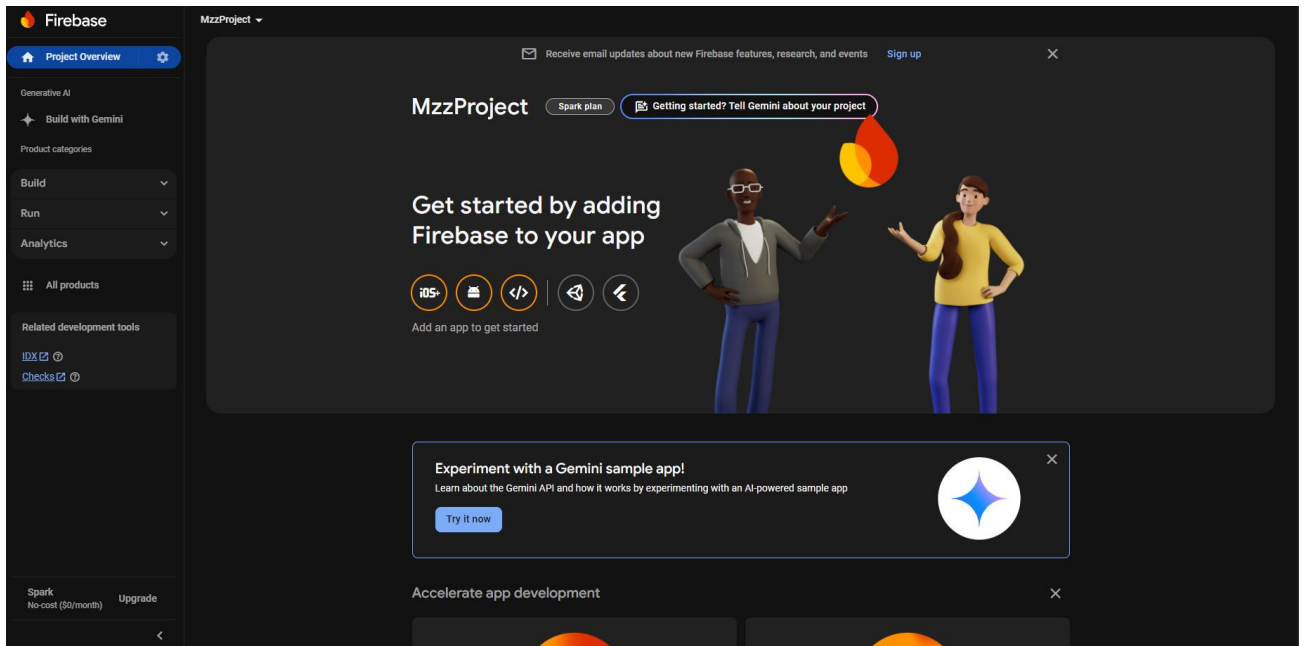 Firebase
Project Overview
Generative AI
Build with Gemini
Product categories
Build
Run
Analytics
All products
Related development tools
IDX
Checks
Spark
No-cost ($0/month)
Upgrade
MzzProject
Receive email updates about new Firebase features, research, and events Sign up
MzzProject Spark plan Getting started? Tell Gemini about your project
Get started by adding
Firebase to your app
iOS+ </>
Add an app to get started
Experiment with a Gemini sample app!
Learn about the Gemini API and how it works by experimenting with an AI-powered sample app
Try it now
Accelerate app development